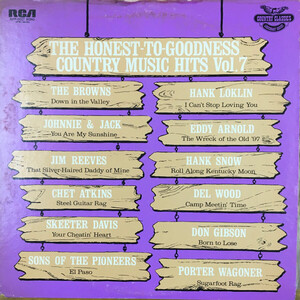 RCA
COUNTRY CLASSICS
THE HONEST-TO-GOODNESS
COUNTRY MUSIC HITS Vol. 7
THE BROWNS
Down in the Valley
JOHNNIE & JACK
You Are My Sunshine
JIM REEVES
That Silver-Haired Daddy of Mine
CHET ATKINS
Steel Guitar Rag
SKEETER DAVIS
Your Cheatin' Heart
SONS OF THE PIONEERS
El Paso
HANK LOKLIN
I Can't Stop Loving You
EDDY ARNOLD
The Wreck of the Old '97
HANK SNOW
Roll Along Kentucky Moon
DEL WOOD
Camp Meetin' Time
DON GIBSON
Born to Lose
PORTER WAGONER
Sugarfoot Rag